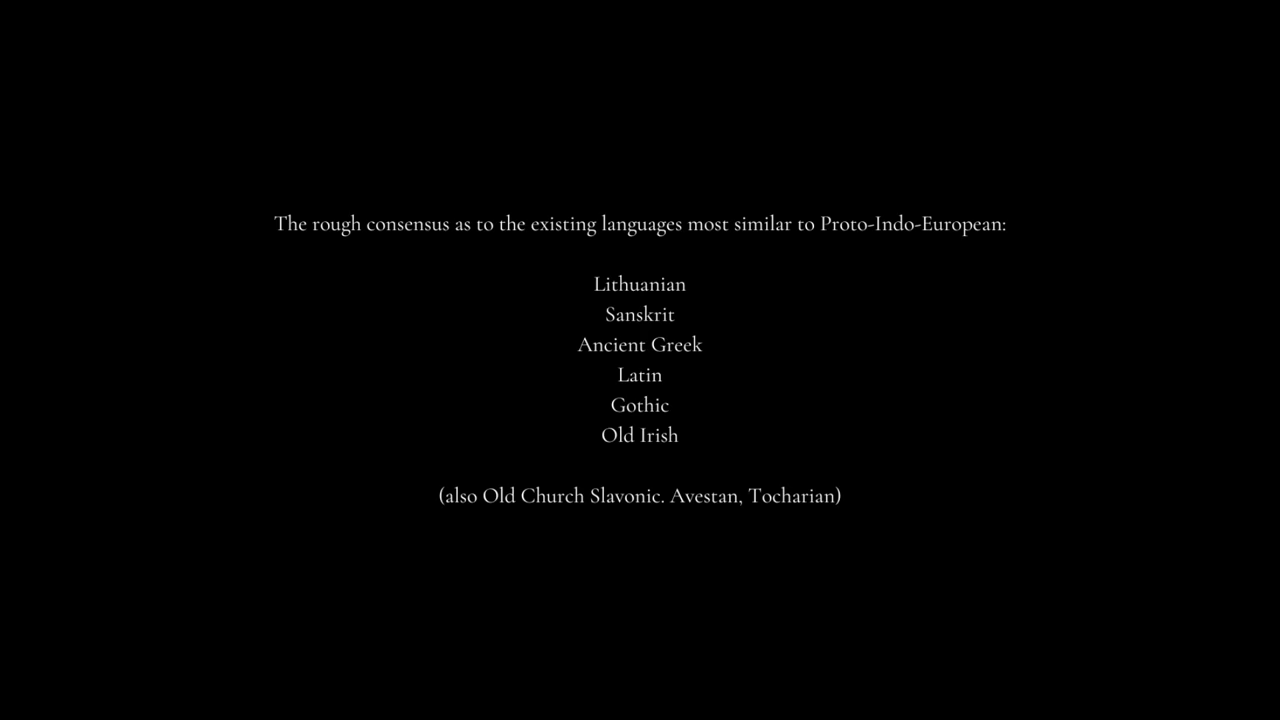 The rough consensus as to the existing languages most similar to Proto-Indo-European:
Lithuanian
Sanskrit
Ancient Greek
Latin
Gothic
Old Irish
(also Old Church Slavonic. Avestan, Tocharian)